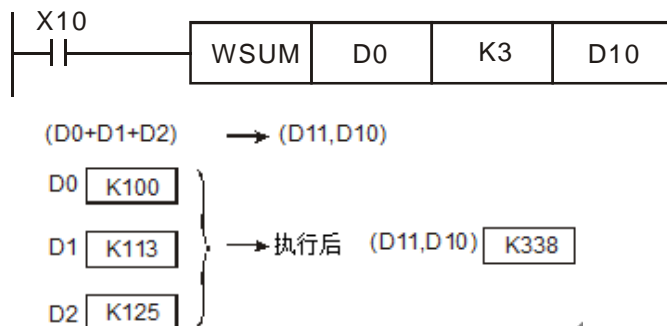 X10
WSUM D0 K3 D10
(D0+D1+D2) → (D11,D10)
D0 K100
D1 K113 → 执行后 (D11,D10) K338
D2 K125